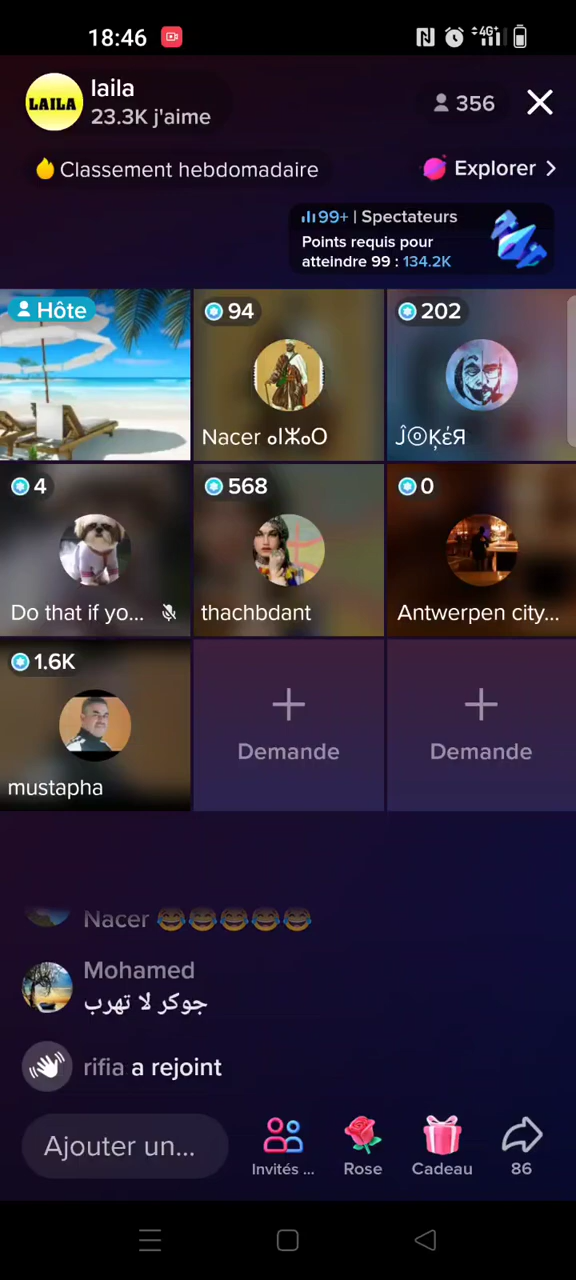 18:46
4G+
LAILA
laila
23.3K j'aime
356
Classement hebdomadaire
Explorer
99+ | Spectateurs
Points requis pour
atteindre 99 : 134.2K
Hôte
94
Nacer ⴰⵏⵣⴰⵔ
202
ĴⓞĶέЯ
4
Do that if yo...
568
thachbdant
0
Antwerpen city...
1.6K
mustapha
Demande
Demande
Nacer 😂😂😂😂😂
Mohamed
جوكر لا تهرب
rifia a rejoint
Ajouter un...
Invités ...
Rose
Cadeau
86